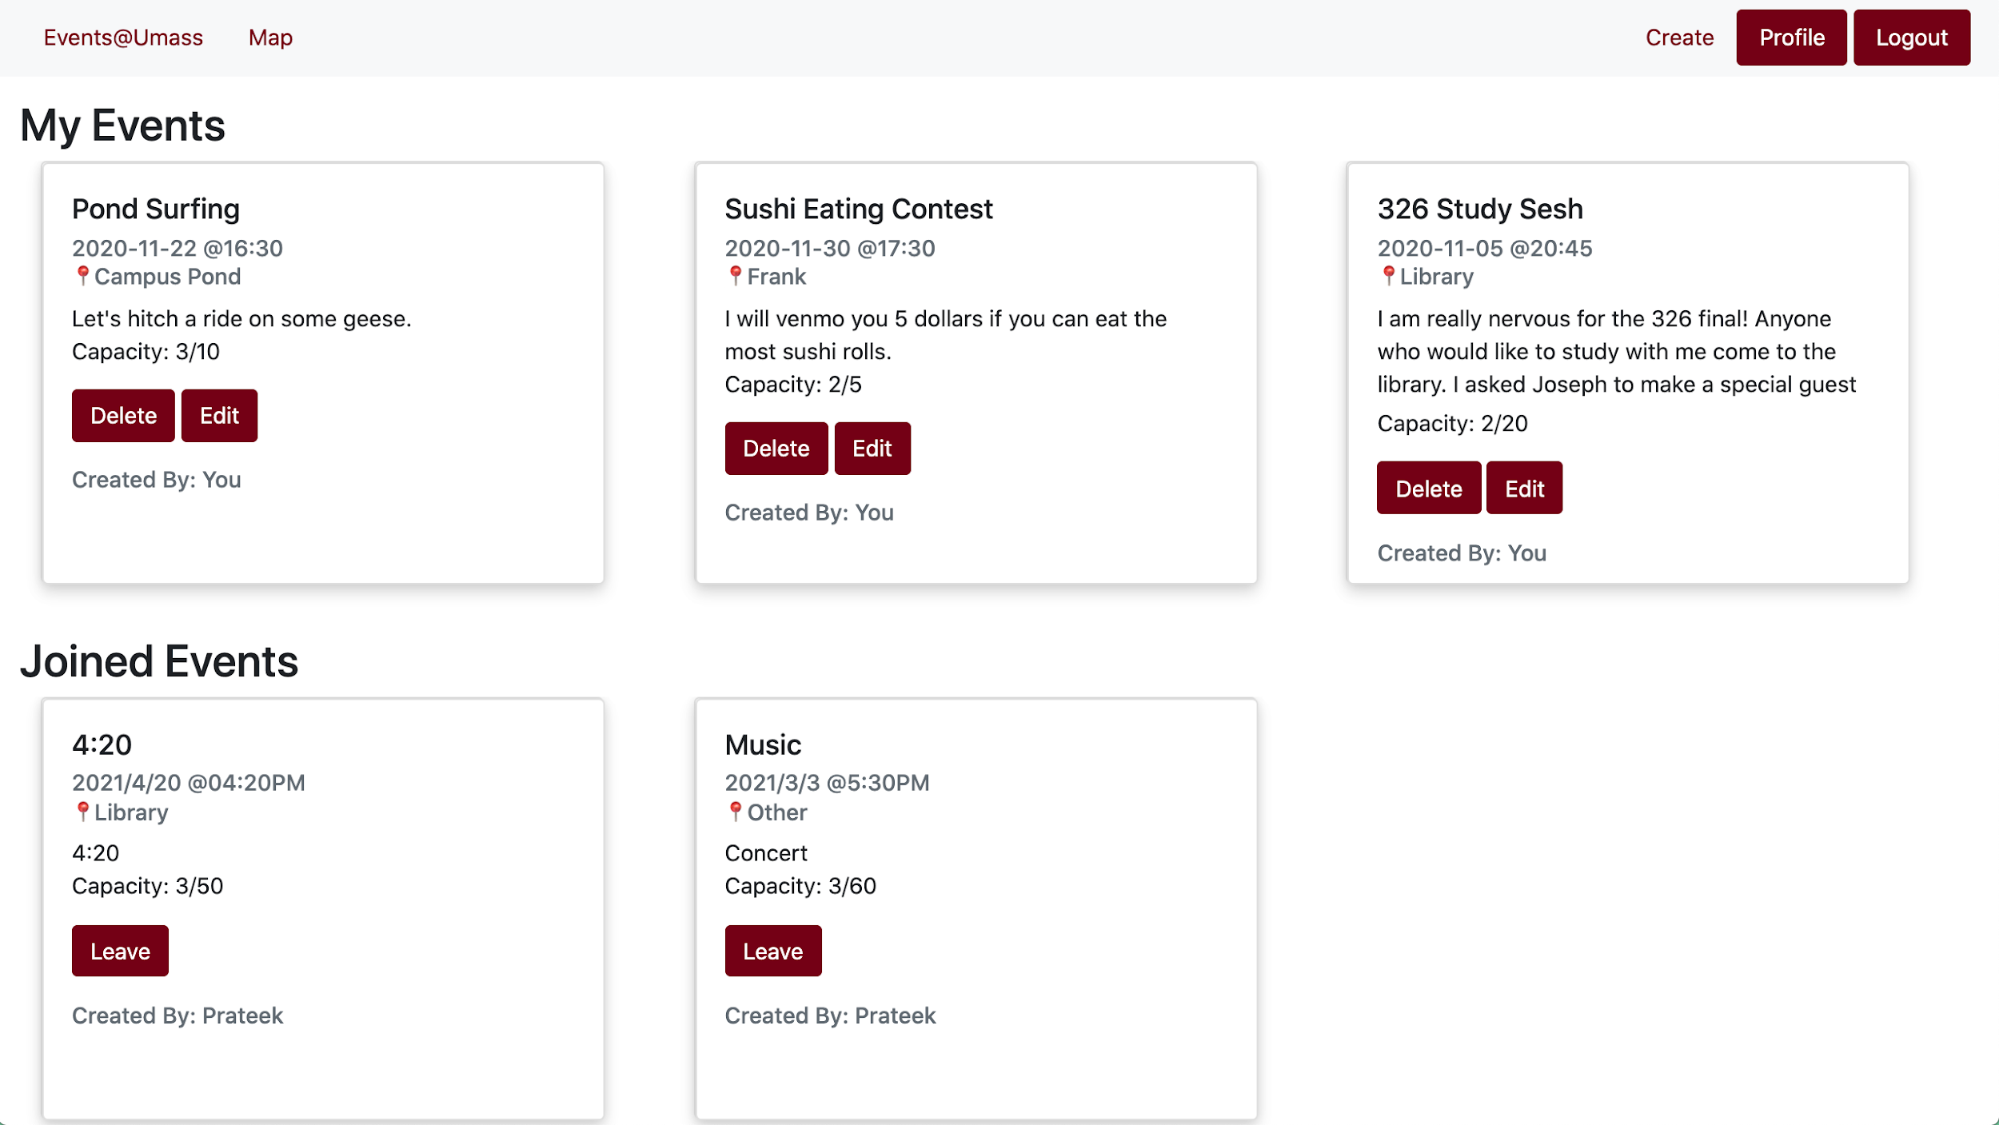 Events@Umass Map Create Profile Logout
My Events
Pond Surfing
2020-11-22 @16:30
📍Campus Pond
Let's hitch a ride on some geese.
Capacity: 3/10
Delete Edit
Created By: You
Sushi Eating Contest
2020-11-30 @17:30
📍Frank
I will venmo you 5 dollars if you can eat the
most sushi rolls.
Capacity: 2/5
Delete Edit
Created By: You
326 Study Sesh
2020-11-05 @20:45
📍Library
I am really nervous for the 326 final! Anyone
who would like to study with me come to the
library. I asked Joseph to make a special guest
Capacity: 2/20
Delete Edit
Created By: You
Joined Events
4:20
2021/4/20 @04:20PM
📍Library
4:20
Capacity: 3/50
Leave
Created By: Prateek
Music
2021/3/3 @5:30PM
📍Other
Concert
Capacity: 3/60
Leave
Created By: Prateek